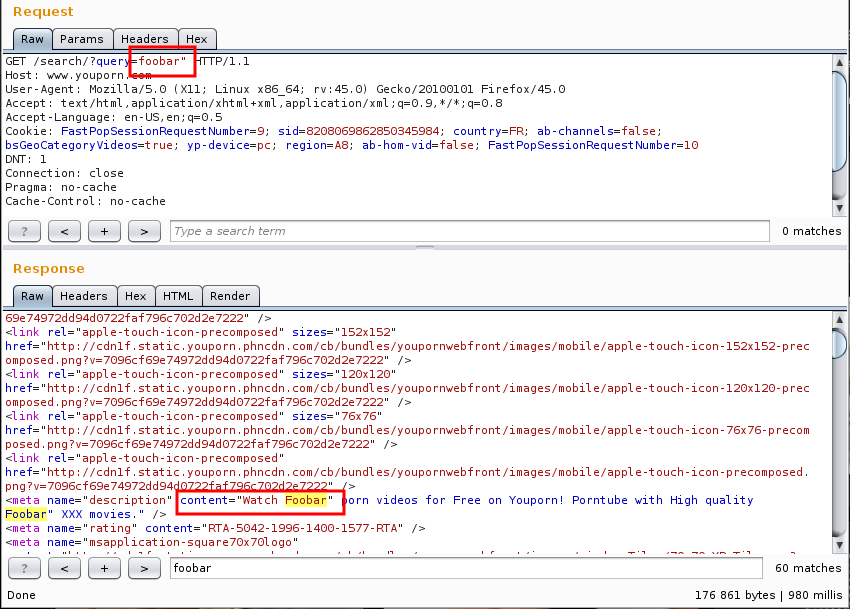 Request
Raw Params Headers Hex
GET /search/?query=foobar" HTTP/1.1
Host: www.youporn.com
User-Agent: Mozilla/5.0 (X11; Linux x86_64; rv:45.0) Gecko/20100101 Firefox/45.0
Accept: text/html,application/xhtml+xml,application/xml;q=0.9,*/*;q=0.8
Accept-Language: en-US,en;q=0.5
Cookie: FastPopSessionRequestNumber=9; sid=8208069862850345984; country=FR; ab-channels=false;
bsGeoCategoryVideos=true; yp-device=pc; region=A8; ab-hom-vid=false; FastPopSessionRequestNumber=10
DNT: 1
Connection: close
Pragma: no-cache
Cache-Control: no-cache
? < + > Type a search term 0 matches
Response
Raw Headers Hex HTML Render
69e74972dd94d0722faf796c702d2e7222" />
<link rel="apple-touch-icon-precomposed" sizes="152x152"
href="http://cdn1f.static.youporn.phncdn.com/cb/bundles/youpornwebfront/images/mobile/apple-touch-icon-152x152-prec
omposed.png?v=7096cf69e74972dd94d0722faf796c702d2e7222" />
<link rel="apple-touch-icon-precomposed" sizes="120x120"
href="http://cdn1f.static.youporn.phncdn.com/cb/bundles/youpornwebfront/images/mobile/apple-touch-icon-120x120-prec
omposed.png?v=7096cf69e74972dd94d0722faf796c702d2e7222" />
<link rel="apple-touch-icon-precomposed" sizes="76x76"
href="http://cdn1f.static.youporn.phncdn.com/cb/bundles/youpornwebfront/images/mobile/apple-touch-icon-76x76-precom
posed.png?v=7096cf69e74972dd94d0722faf796c702d2e7222" />
<link rel="apple-touch-icon-precomposed"
href="http://cdn1f.static.youporn.phncdn.com/cb/bundles/youpornwebfront/images/mobile/apple-touch-icon-precomposed.
png?v=7096cf69e74972dd94d0722faf796c702d2e7222" />
<meta name="description" content="Watch Foobar" porn videos for Free on Youporn! Porntube with High quality
Foobar" XXX movies." />
<meta name="rating" content="RTA-5042-1996-1400-1577-RTA" />
<meta name="msapplication-square70x70logo"
? < + > foobar 60 matches
Done 176 861 bytes | 980 millis